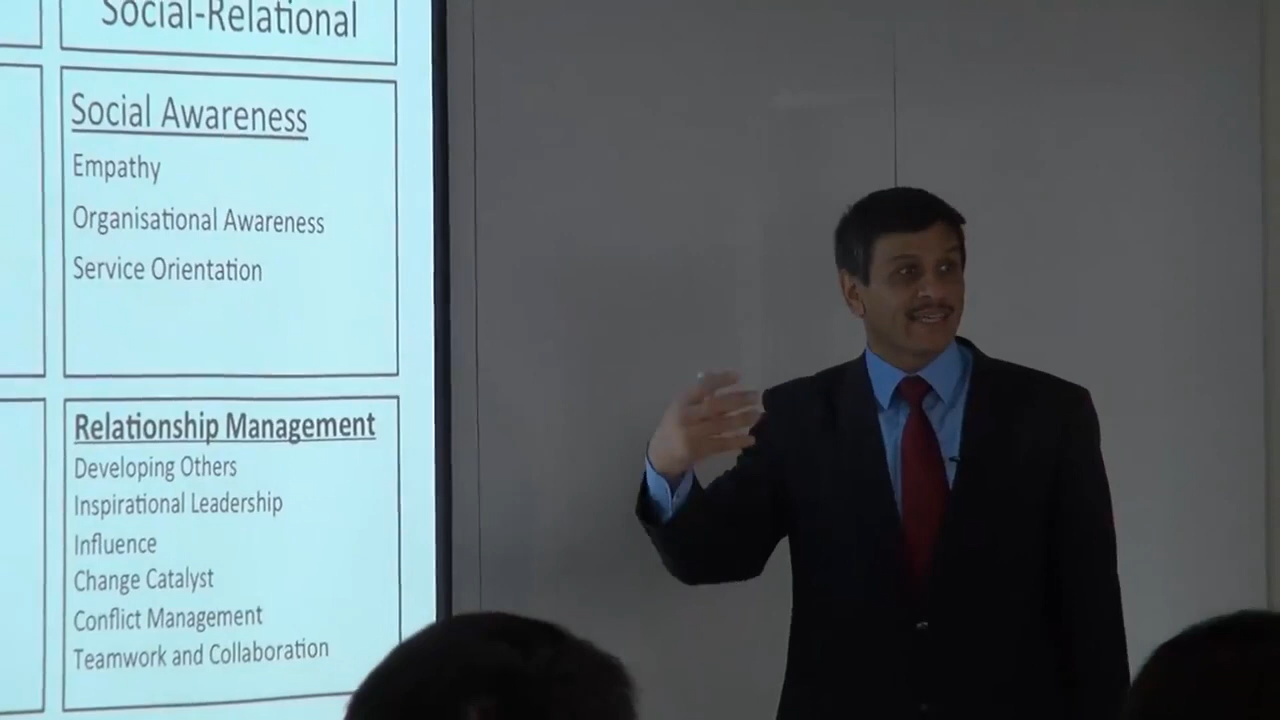 Social-Relational
Social Awareness
Empathy
Organisational Awareness
Service Orientation
Relationship Management
Developing Others
Inspirational Leadership
Influence
Change Catalyst
Conflict Management
Teamwork and Collaboration